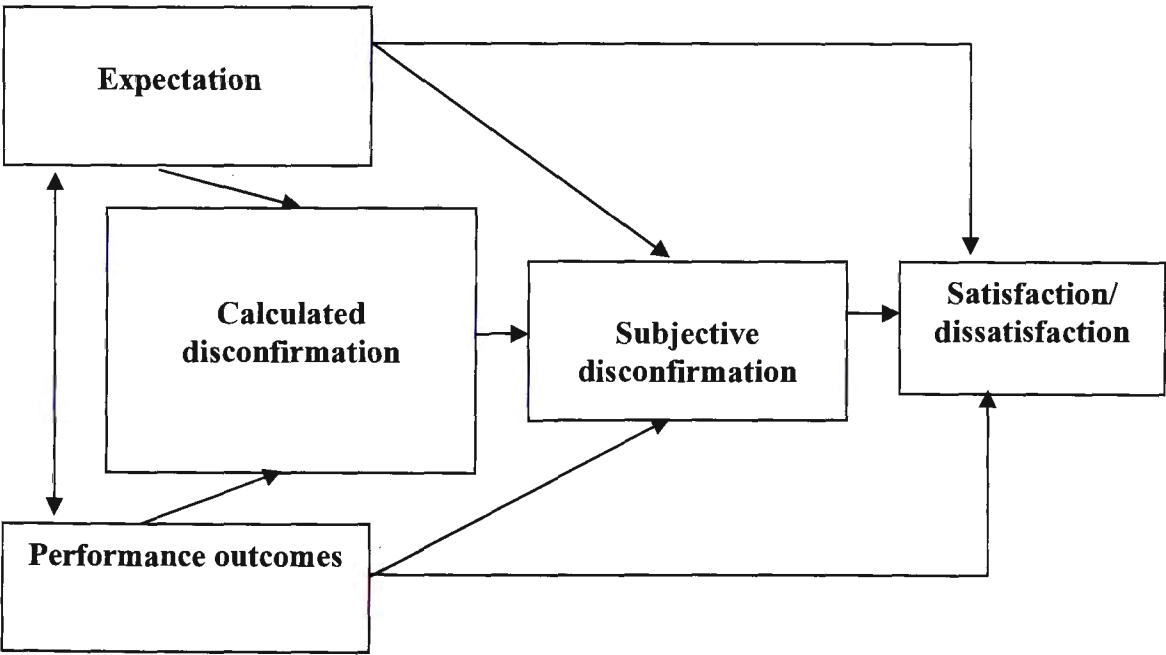 Expectation
Calculated
disconfirmation
Subjective
disconfirmation
Satisfaction/
dissatisfaction
Performance outcomes